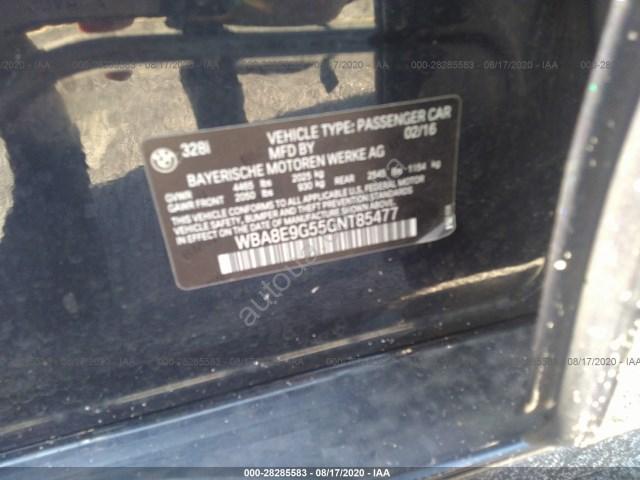 000-28285583 - 08/17/2020 - IAA
328i
VEHICLE TYPE: PASSENGER CAR
MFD BY 02/16
BAYERISCHE MOTOREN WERKE AG
GVWR 4465 lbs 2025 kg
GAWR FRONT 2050 lbs 930 kg REAR 2545 lbs 1154 kg
THIS VEHICLE CONFORMS TO ALL APPLICABLE U.S. FEDERAL MOTOR
VEHICLE SAFETY, BUMPER AND THEFT PREVENTION STANDARDS IN
EFFECT ON THE DATE OF MANUFACTURE SHOWN ABOVE.
WBA8E9G55GNT85477
000-28285583 - 08/17/2020 - IAA
000-28285583 - 08/17/2020 - IAA